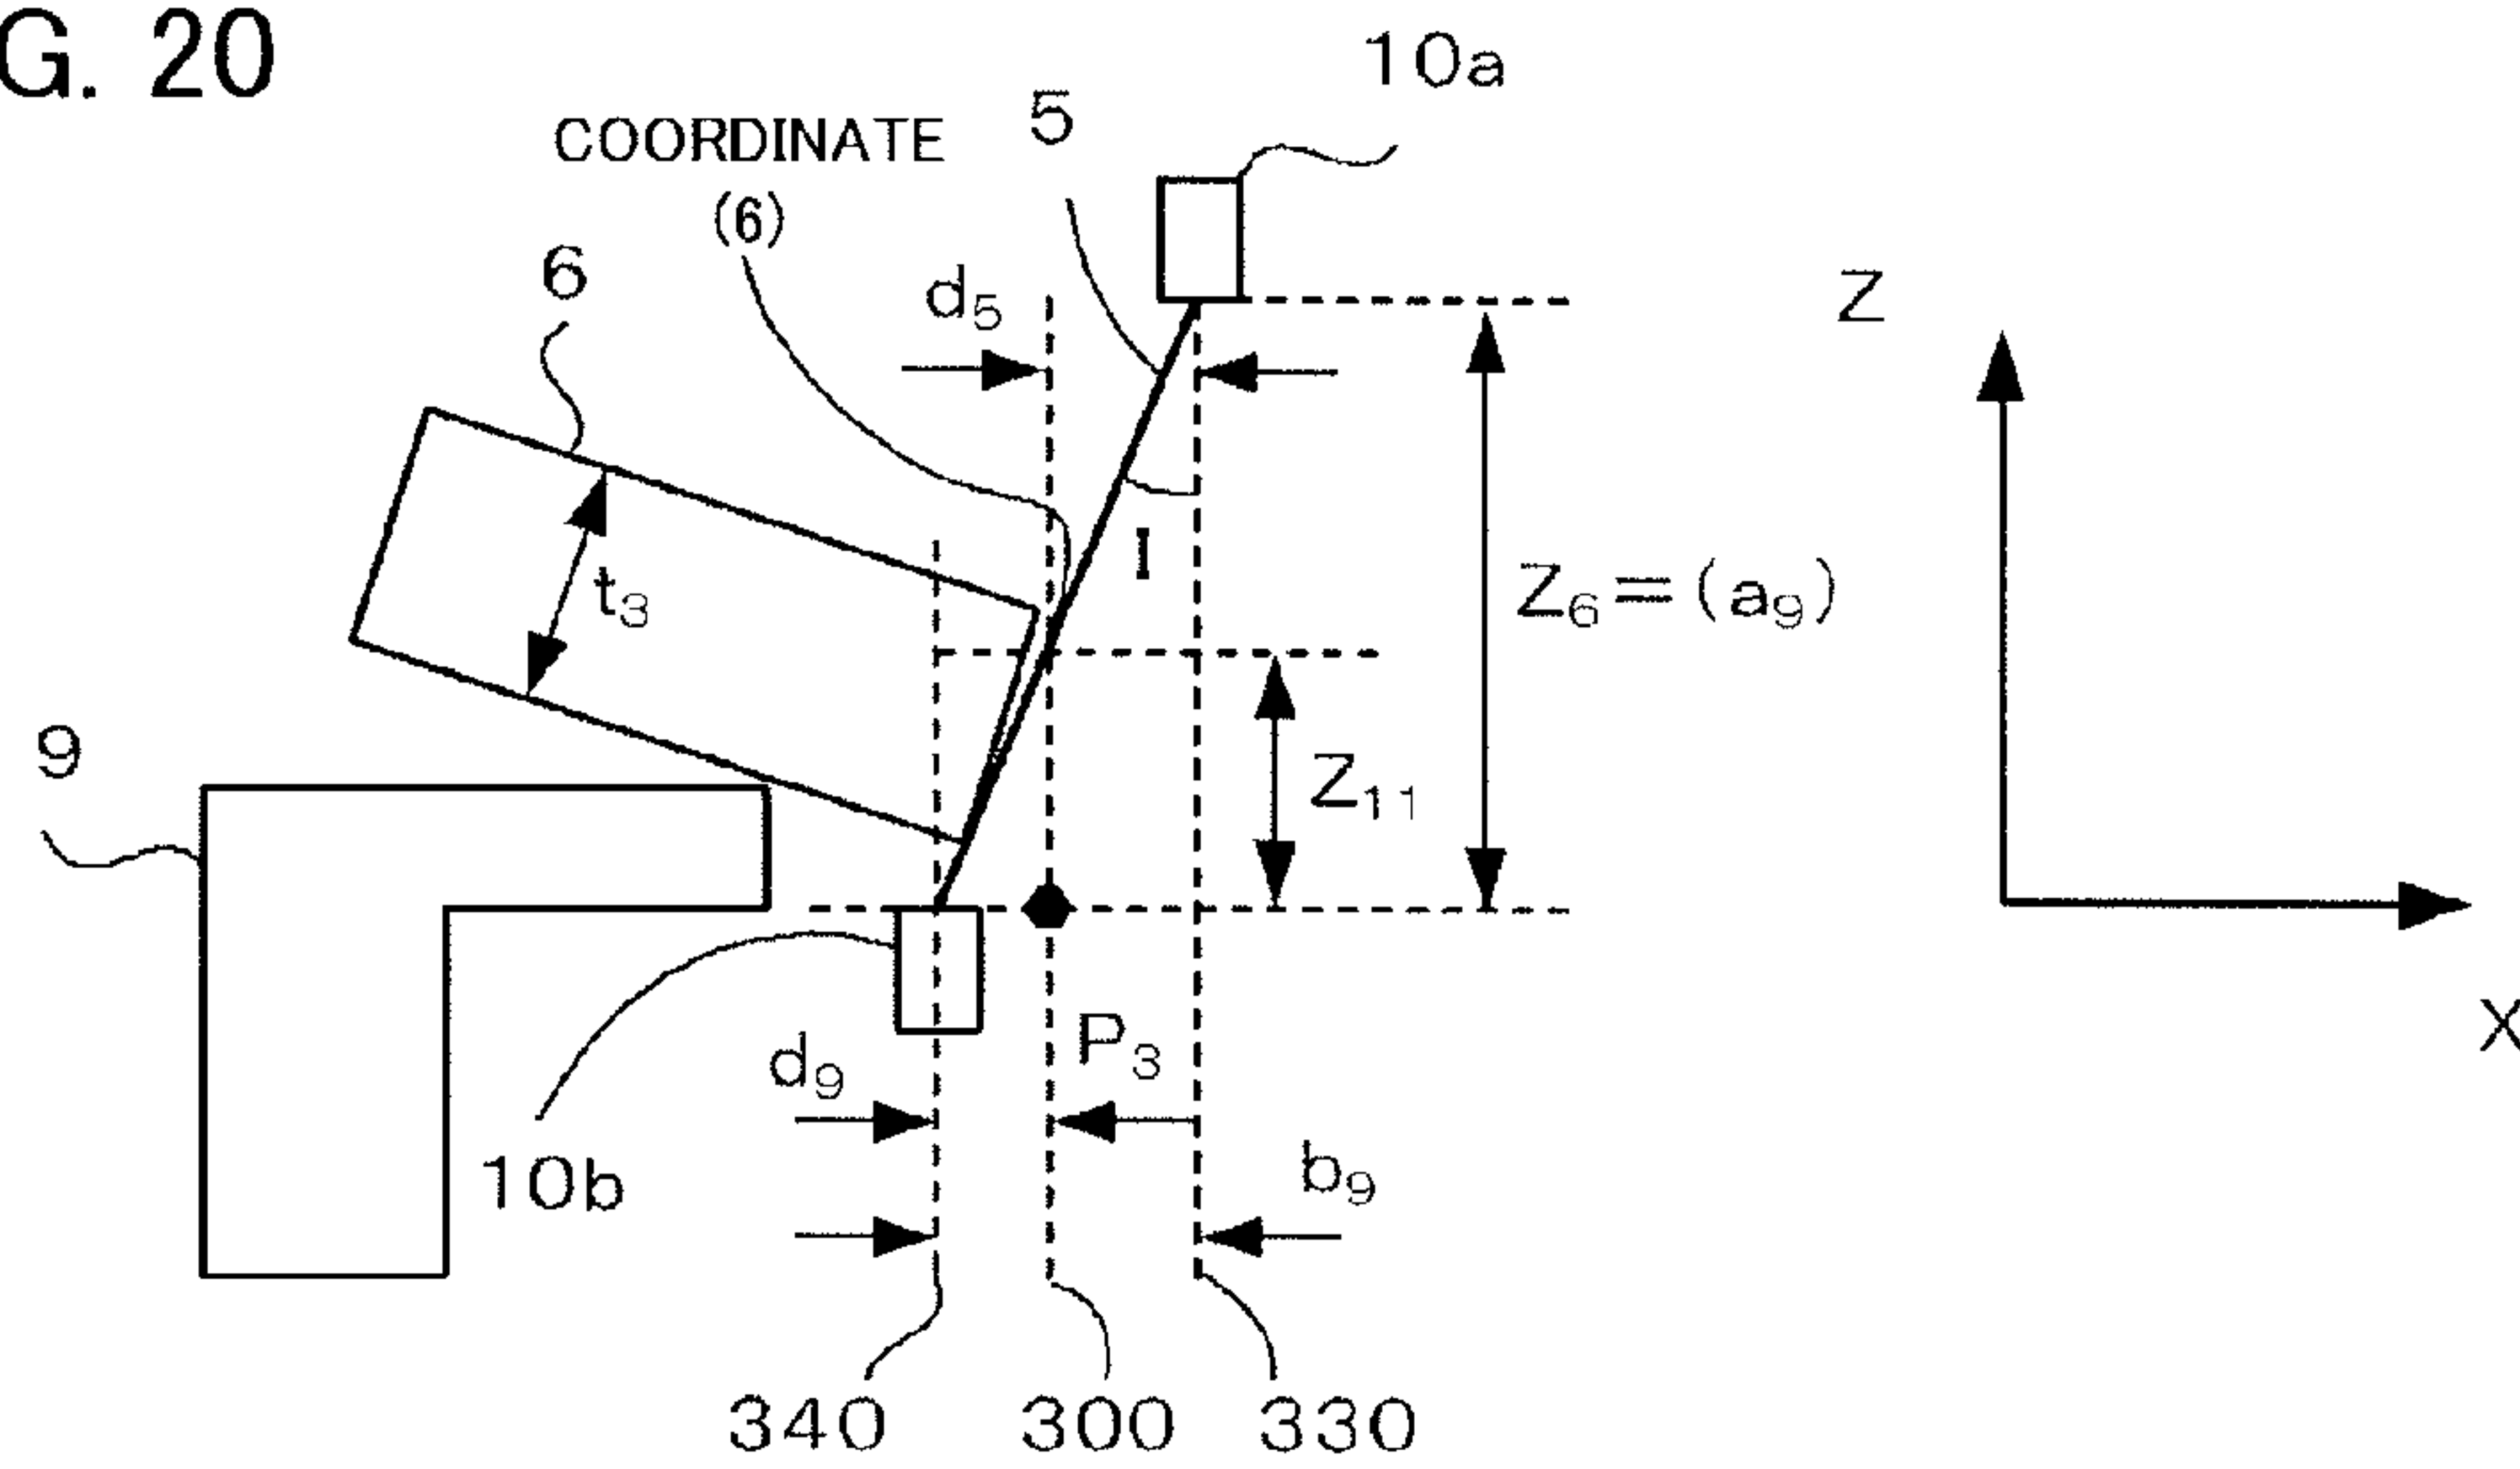 G. 20
10a
5
COORDINATE
(6)
6
d₅
Z
I
t₃
Z₆=(a₉)
9
Z₁₁
X
P₃
d₉
10b
b₉
340
300
330